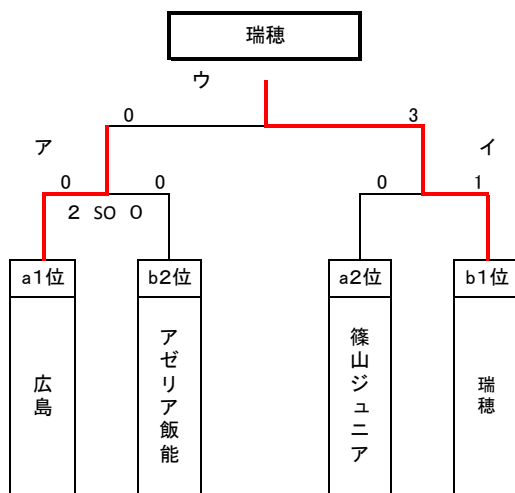 瑞穂
ウ
0 3
ア イ
0 0 0 1
２ SO ０
a1位 b2位 a2位 b1位
広島
アゼリア飯能
篠山ジュニア
瑞穂